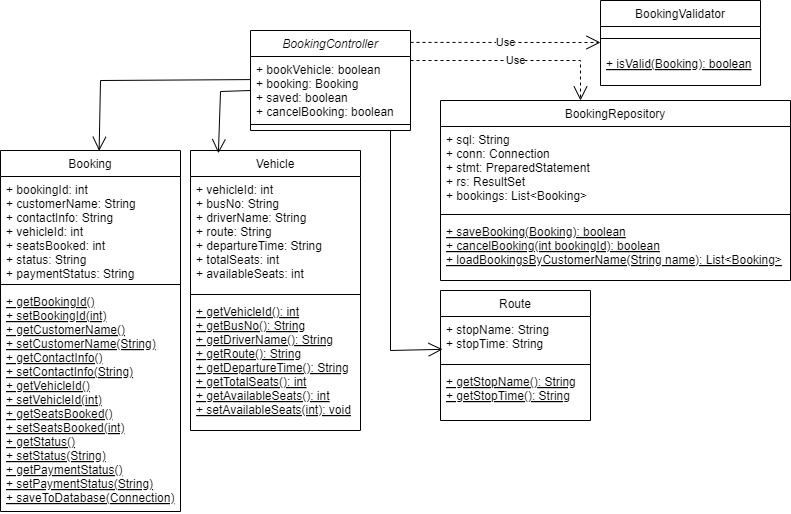 BookingController
+ bookVehicle: boolean
+ booking: Booking
+ saved: boolean
+ cancelBooking: boolean
Use
Use
BookingValidator
+ isValid(Booking): boolean
BookingRepository
+ sql: String
+ conn: Connection
+ stmt: PreparedStatement
+ rs: ResultSet
+ bookings: List<Booking>
+ saveBooking(Booking): boolean
+ cancelBooking(int bookingId): boolean
+ loadBookingsByCustomerName(String name): List<Booking>
Booking
+ bookingId: int
+ customerName: String
+ contactInfo: String
+ vehicleId: int
+ seatsBooked: int
+ status: String
+ paymentStatus: String
+ getBookingId()
+ setBookingId(int)
+ getCustomerName()
+ setCustomerName(String)
+ getContactInfo()
+ setContactInfo(String)
+ getVehicleId()
+ setVehicleId(int)
+ getSeatsBooked()
+ setSeatsBooked(int)
+ getStatus()
+ setStatus(String)
+ getPaymentStatus()
+ setPaymentStatus(String)
+ saveToDatabase(Connection)
Vehicle
+ vehicleId: int
+ busNo: String
+ driverName: String
+ route: String
+ departureTime: String
+ totalSeats: int
+ availableSeats: int
+ getVehicleId(): int
+ getBusNo(): String
+ getDriverName(): String
+ getRoute(): String
+ getDepartureTime(): String
+ getTotalSeats(): int
+ getAvailableSeats(): int
+ setAvailableSeats(int): void
Route
+ stopName: String
+ stopTime: String
+ getStopName(): String
+ getStopTime(): String